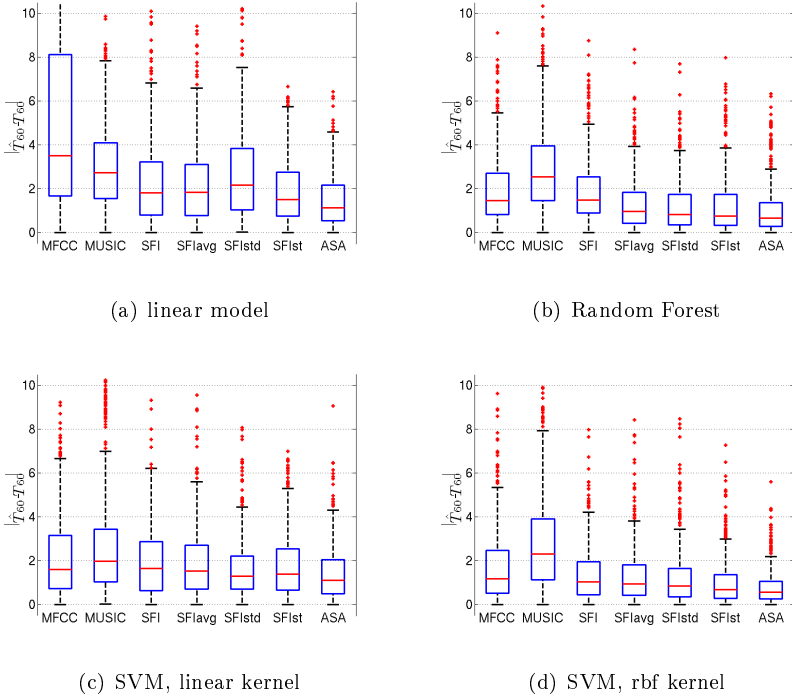 10
8
6
4
2
0
|T̂60-T60|
MFCC MUSIC SFI SFIavg SFIstd SFIst ASA
(a) linear model
10
8
6
4
2
0
|T̂60-T60|
MFCC MUSIC SFI SFIavg SFIstd SFIst ASA
(b) Random Forest
10
8
6
4
2
0
|T̂60-T60|
MFCC MUSIC SFI SFIavg SFIstd SFIst ASA
(c) SVM, linear kernel
10
8
6
4
2
0
|T̂60-T60|
MFCC MUSIC SFI SFIavg SFIstd SFIst ASA
(d) SVM, rbf kernel